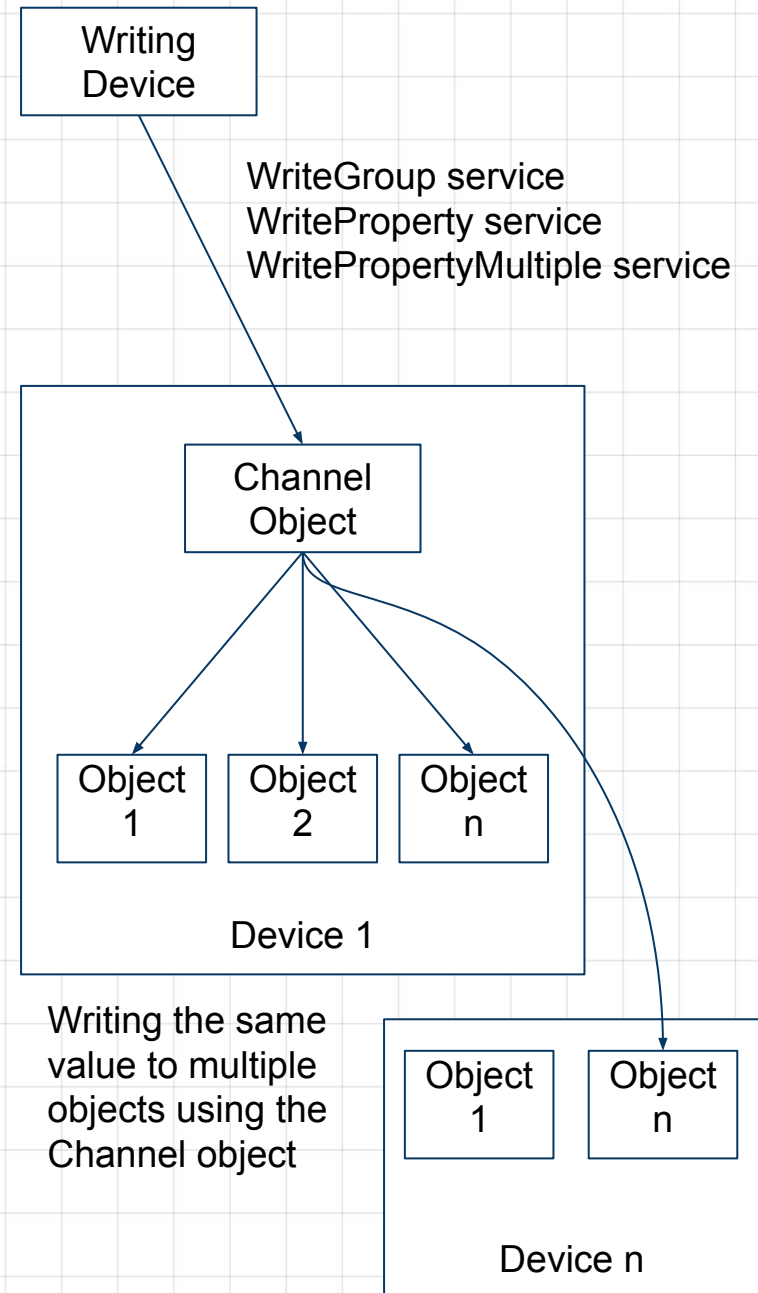 Writing
Device
WriteGroup service
WriteProperty service
WritePropertyMultiple service
Channel
Object
Object
1
Object
2
Object
n
Device 1
Writing the same
value to multiple
objects using the
Channel object
Object
1
Object
n
Device n